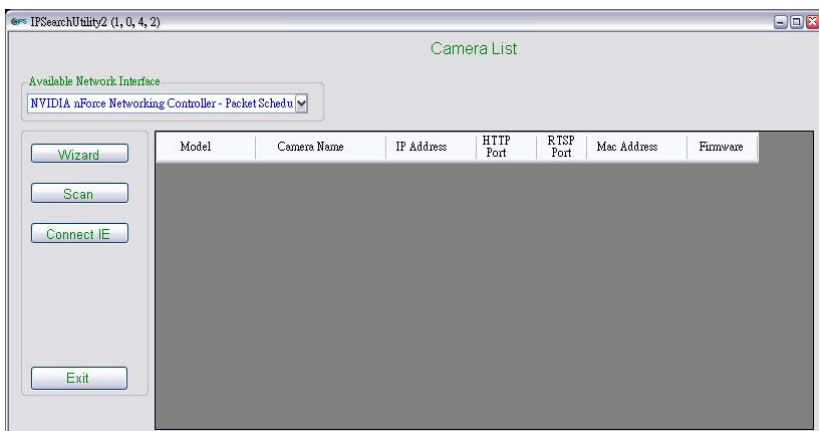 IPSearchUtility2 (1, 0, 4, 2)
Camera List
Available Network Interface
NVIDIA nForce Networking Controller - Packet Schedu
Wizard
Scan
Connect IE
Exit
Model
Camera Name
IP Address
HTTP Port
RTSP Port
Mac Address
Firmware